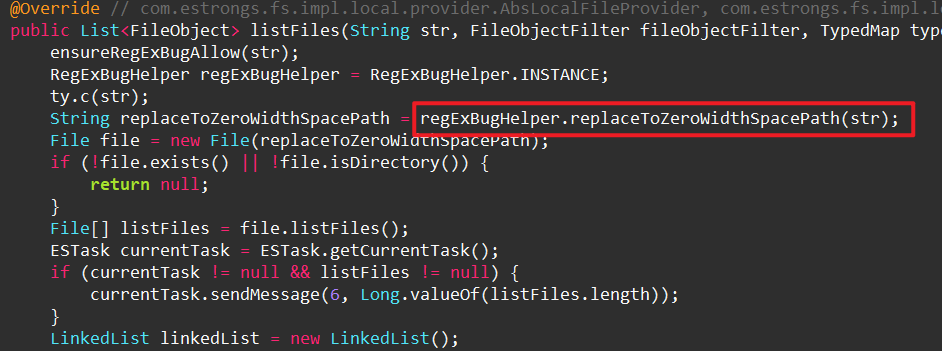 @Override // com.estrongs.fs.impl.local.provider.AbsLocalFileProvider, com.estrongs.fs.impl.lo
public List<FileObject> listFiles(String str, FileObjectFilter fileObjectFilter, TypedMap type
ensureRegExBugAllow(str);
RegExBugHelper regExBugHelper = RegExBugHelper.INSTANCE;
ty.c(str);
String replaceToZeroWidthSpacePath = regExBugHelper.replaceToZeroWidthSpacePath(str);
File file = new File(replaceToZeroWidthSpacePath);
if (!file.exists() || !file.isDirectory()) {
return null;
}
File[] listFiles = file.listFiles();
ESTask currentTask = ESTask.getCurrentTask();
if (currentTask != null && listFiles != null) {
currentTask.sendMessage(6, Long.valueOf(listFiles.length));
}
LinkedList linkedList = new LinkedList();